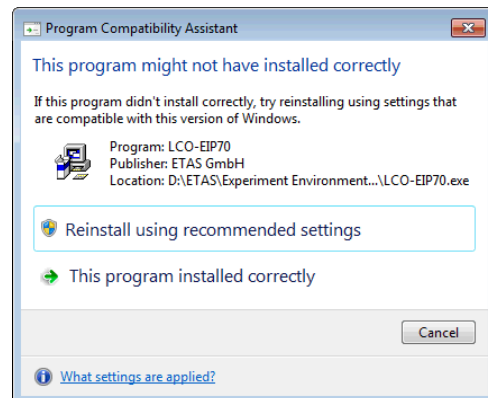 Program Compatibility Assistant
This program might not have installed correctly
If this program didn't install correctly, try reinstalling using settings that
are compatible with this version of Windows.
Program: LCO-EIP70
Publisher: ETAS GmbH
Location: D:\ETAS\Experiment Environment...\LCO-EIP70.exe
Reinstall using recommended settings
This program installed correctly
Cancel
What settings are applied?